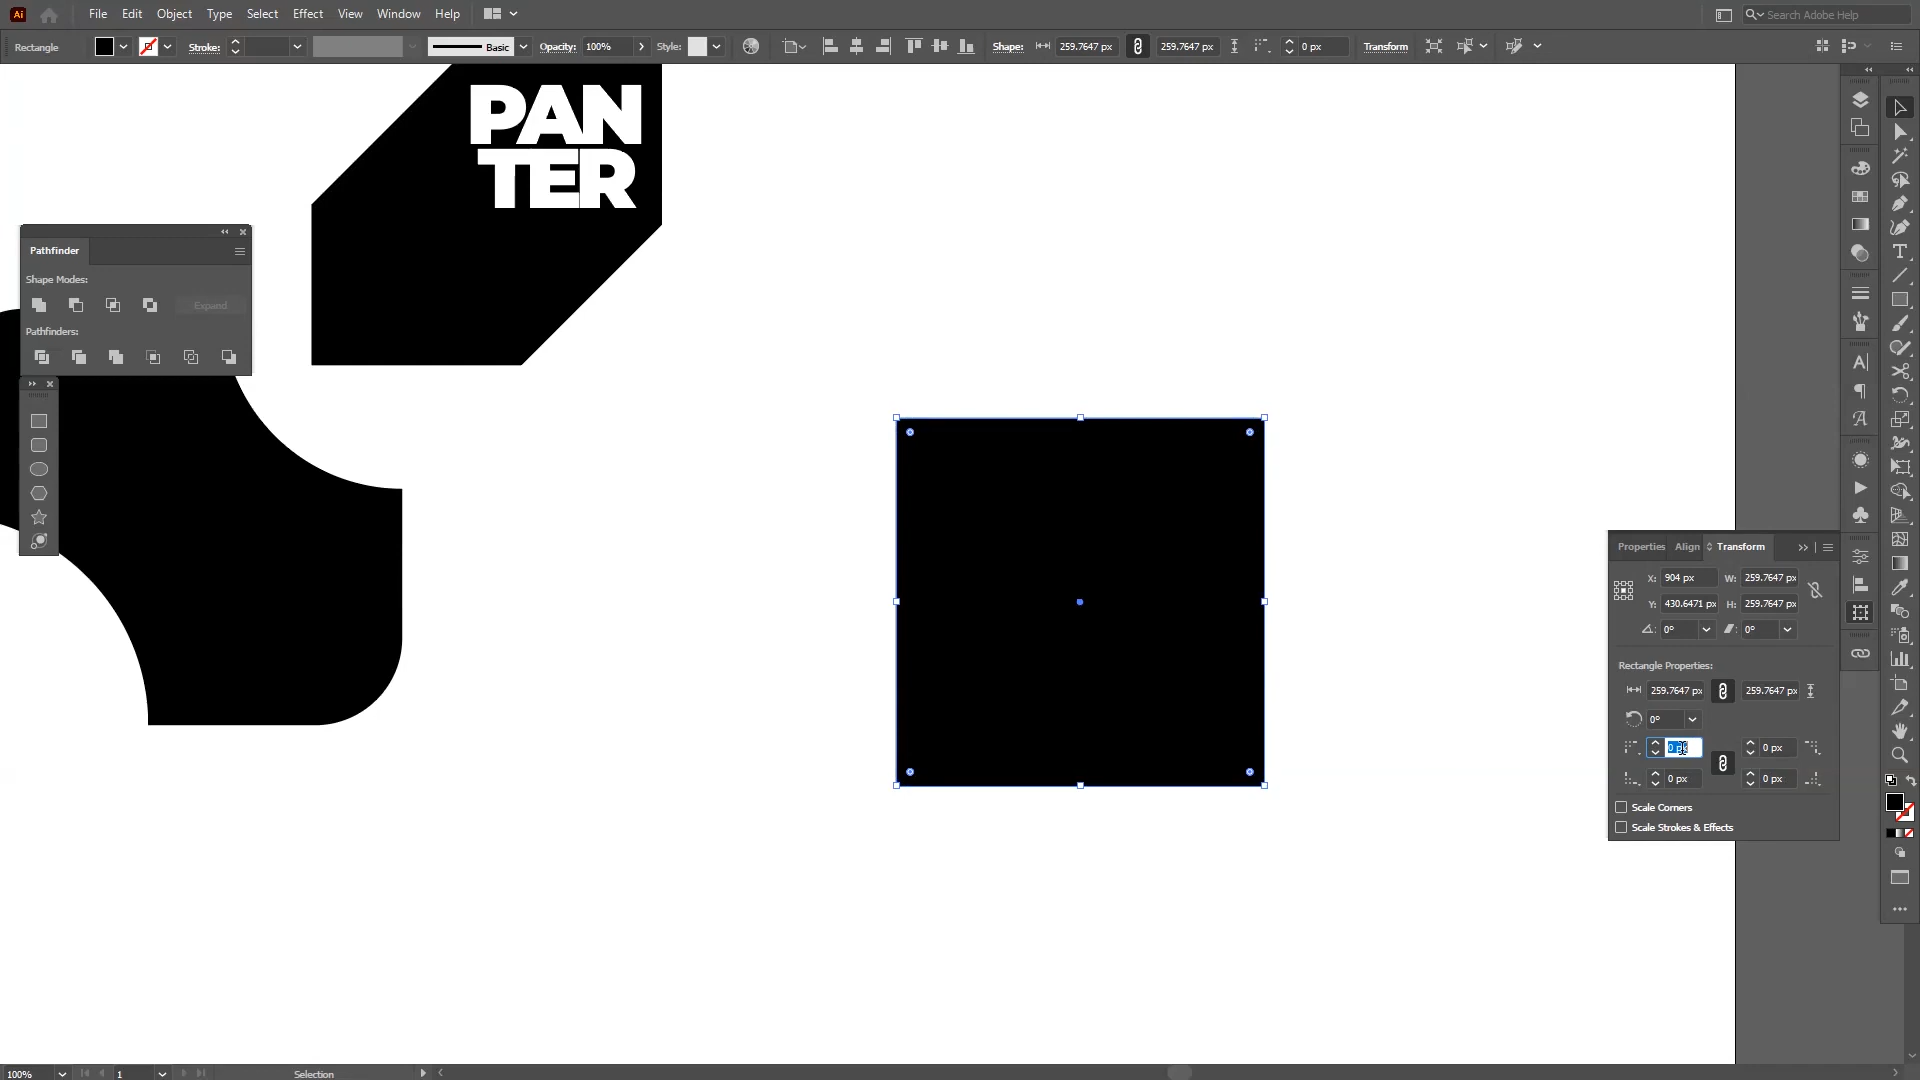 Ai
File Edit Object Type Select Effect View Window Help
Search Adobe Help
Rectangle
Stroke:
Basic
Opacity: 100%
Style:
Shape: 259.7647 px
259.7647 px
0 px
Transform
PAN
TER
Pathfinder
Shape Modes:
Expand
Pathfinders:
Properties Align Transform
X: 904 px W: 259.7647 px
Y: 430.6471 px H: 259.7647 px
0° 0°
Rectangle Properties:
259.7647 px 259.7647 px
0°
0 px 0 px
0 px 0 px
Scale Corners
Scale Strokes & Effects
100% 1 Selection